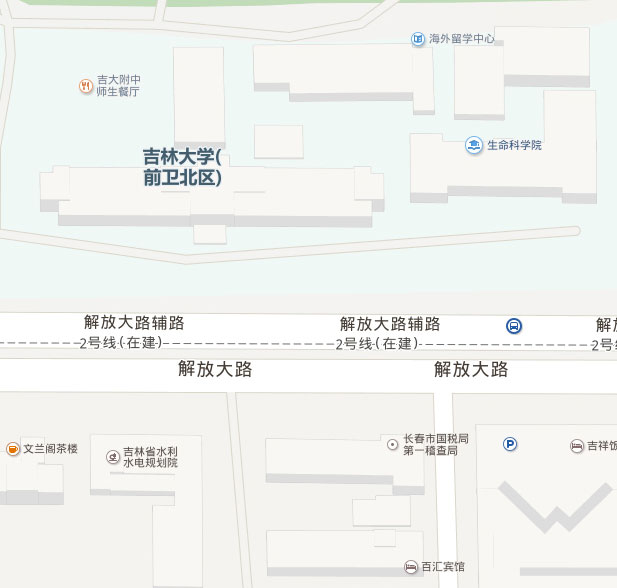 海外留学中心
吉大附中
师生餐厅
生命科学院
吉林大学(
前卫北区)
解放大路辅路
解放大路辅路
解放
2号线(在建)
2号线(在建)
2号
解放大路
解放大路
文兰阁茶楼
吉林省水利
水电规划院
长春市国税局
第一稽查局
P
吉祥饭
百汇宾馆